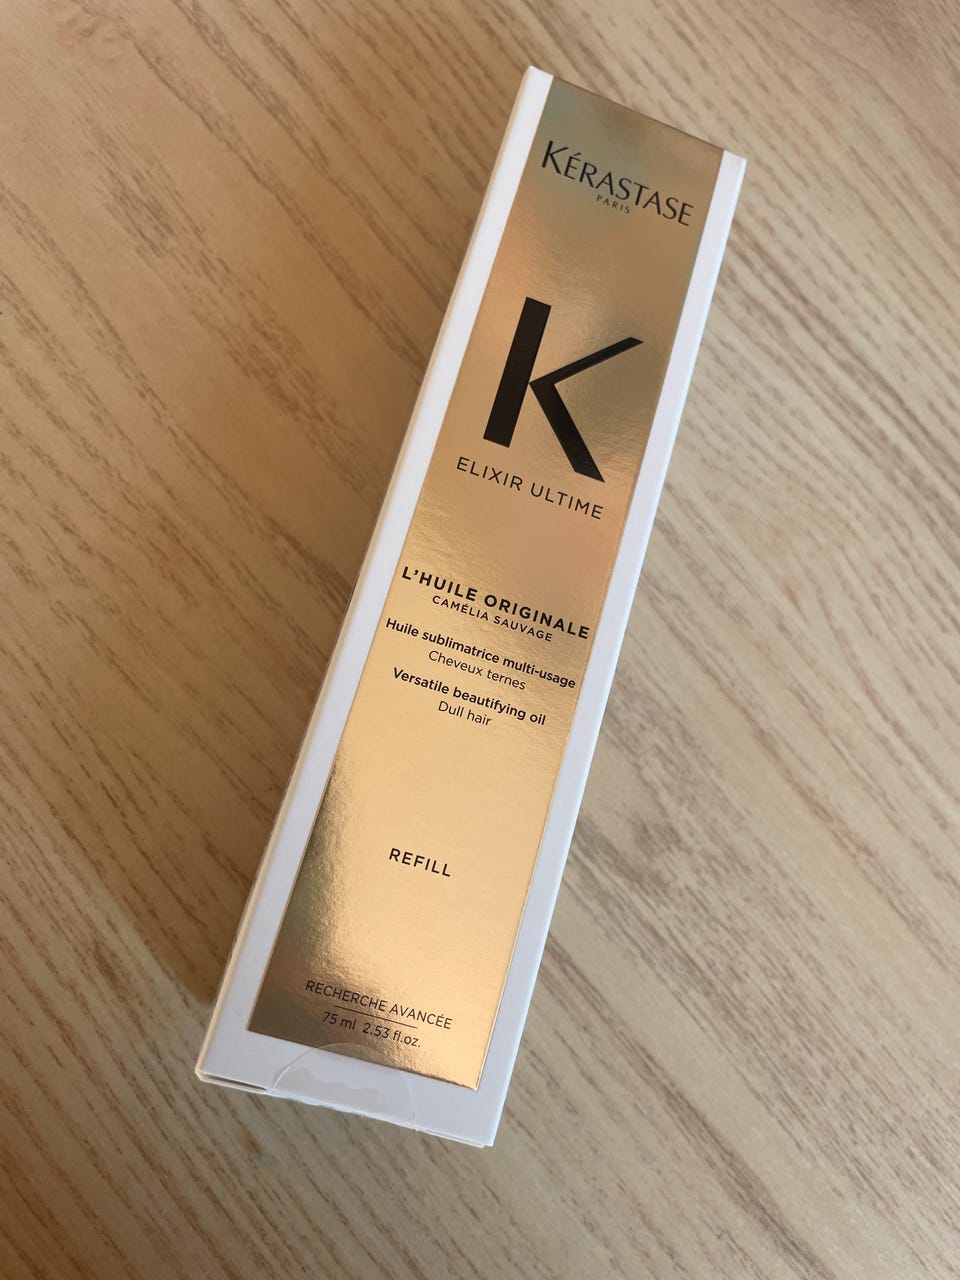 KÉRASTASE
PARIS
K
ELIXIR ULTIME
L'HUILE ORIGINALE
CAMÉLIA SAUVAGE
Huile sublimatrice multi-usage
Cheveux ternes
Versatile beautifying oil
Dull hair
REFILL
RECHERCHE AVANCÉE
75 ml 2.53 fl.oz.